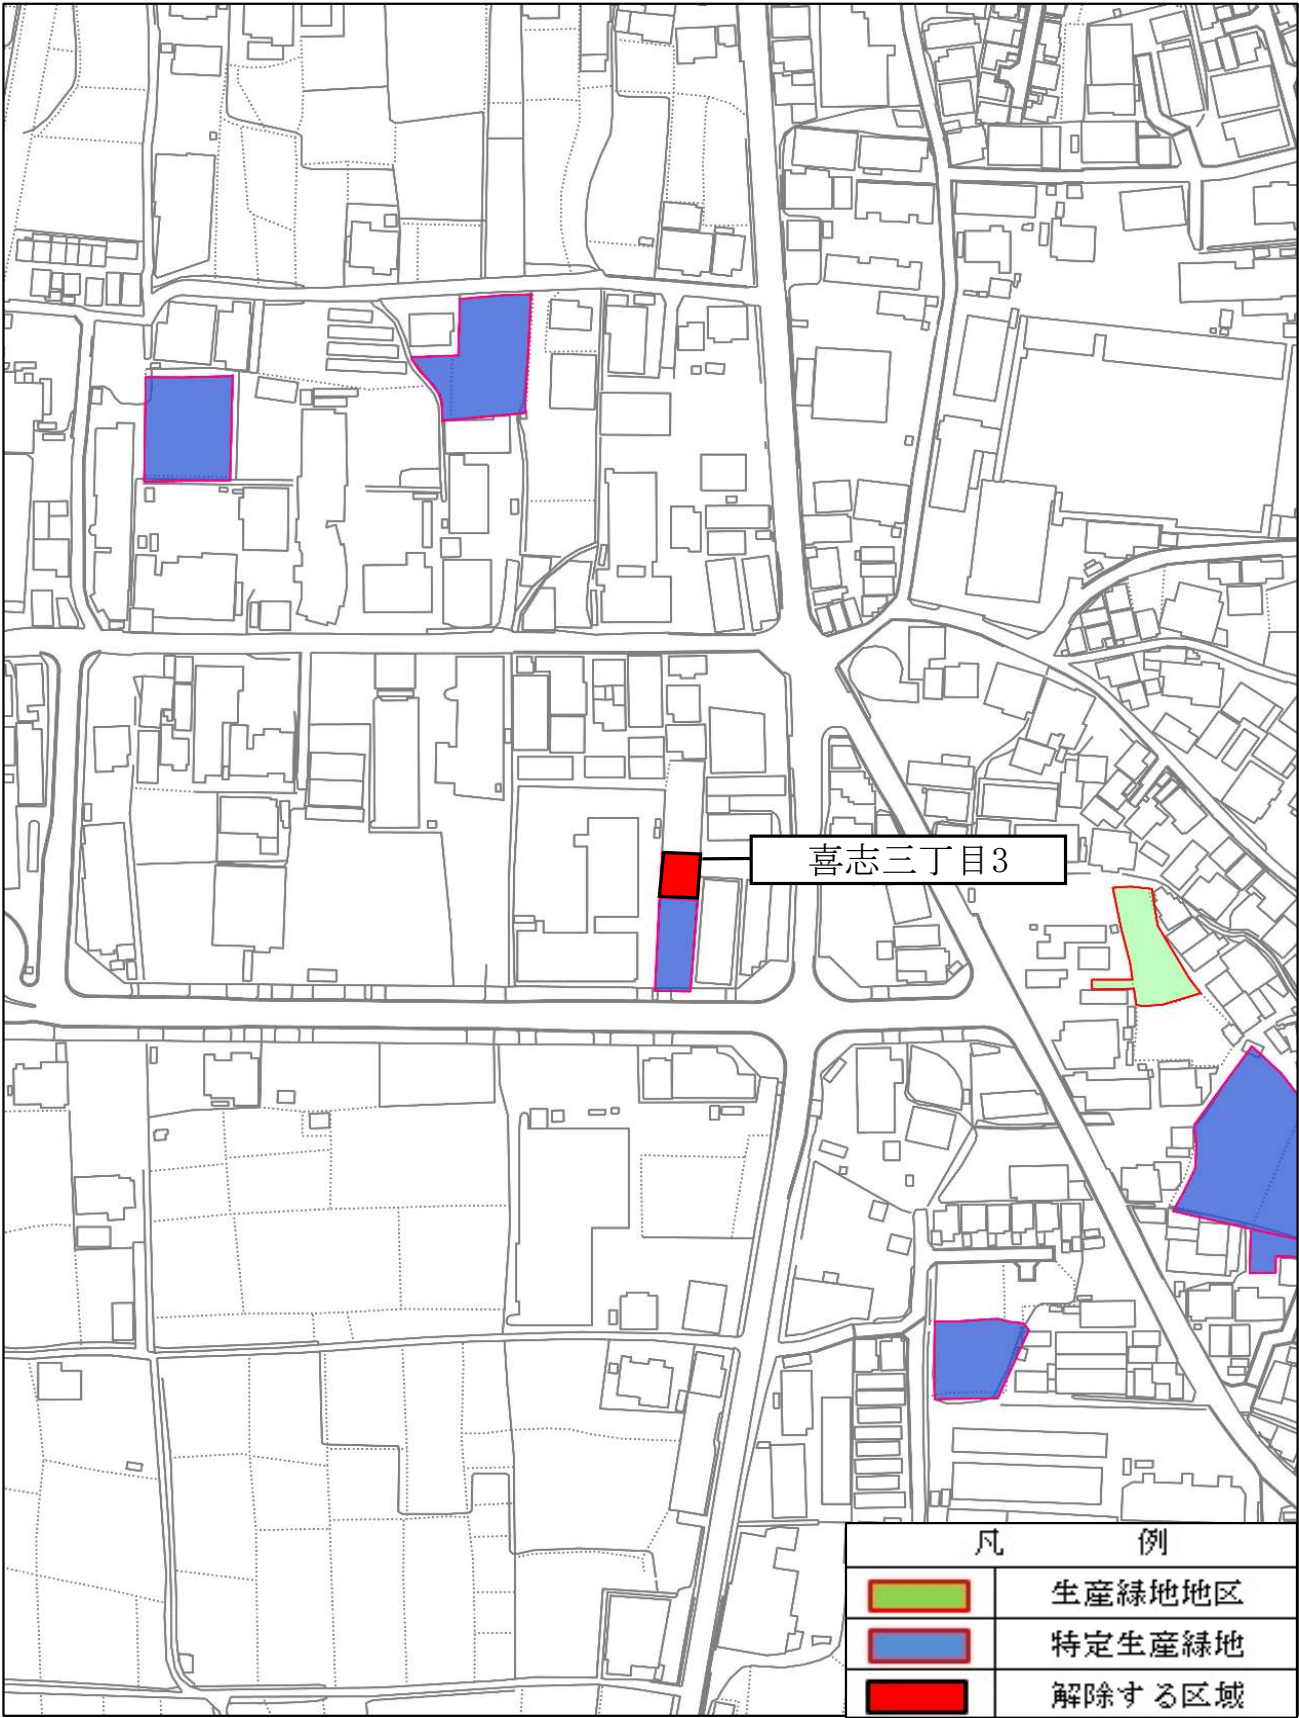 喜志三丁目3
凡 例
生産緑地地区
特定生産緑地
解除する区域